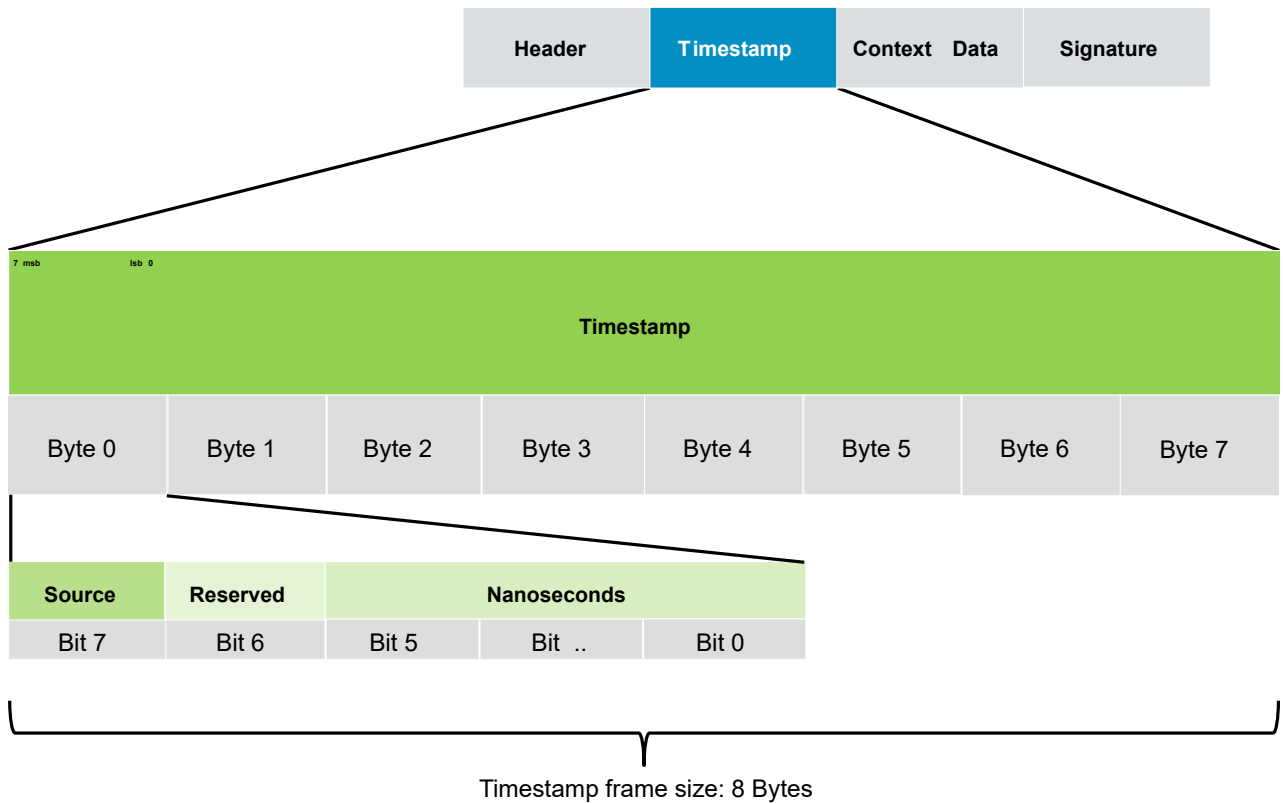 Header Timestamp Context Data Signature
7 msb lsb 0
Timestamp
Byte 0 Byte 1 Byte 2 Byte 3 Byte 4 Byte 5 Byte 6 Byte 7
Source Reserved Nanoseconds
Bit 7 Bit 6 Bit 5 Bit .. Bit 0
Timestamp frame size: 8 Bytes